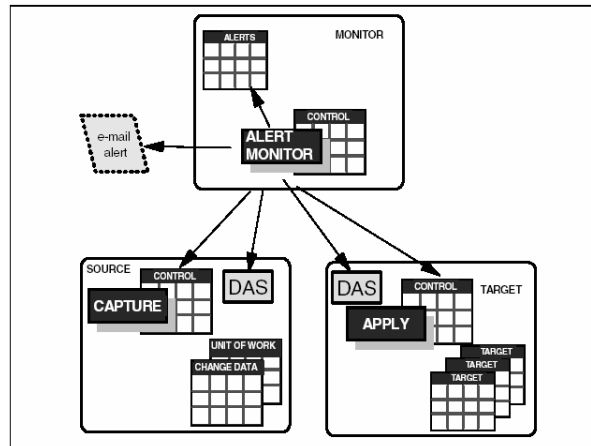 ALERTS
MONITOR
e-mail
alert
CONTROL
ALERT
MONITOR
SOURCE
CONTROL
DAS
CAPTURE
UNIT OF WORK
CHANGE DATA
DAS
CONTROL
TARGET
APPLY
TARGET
TARGET
TARGET